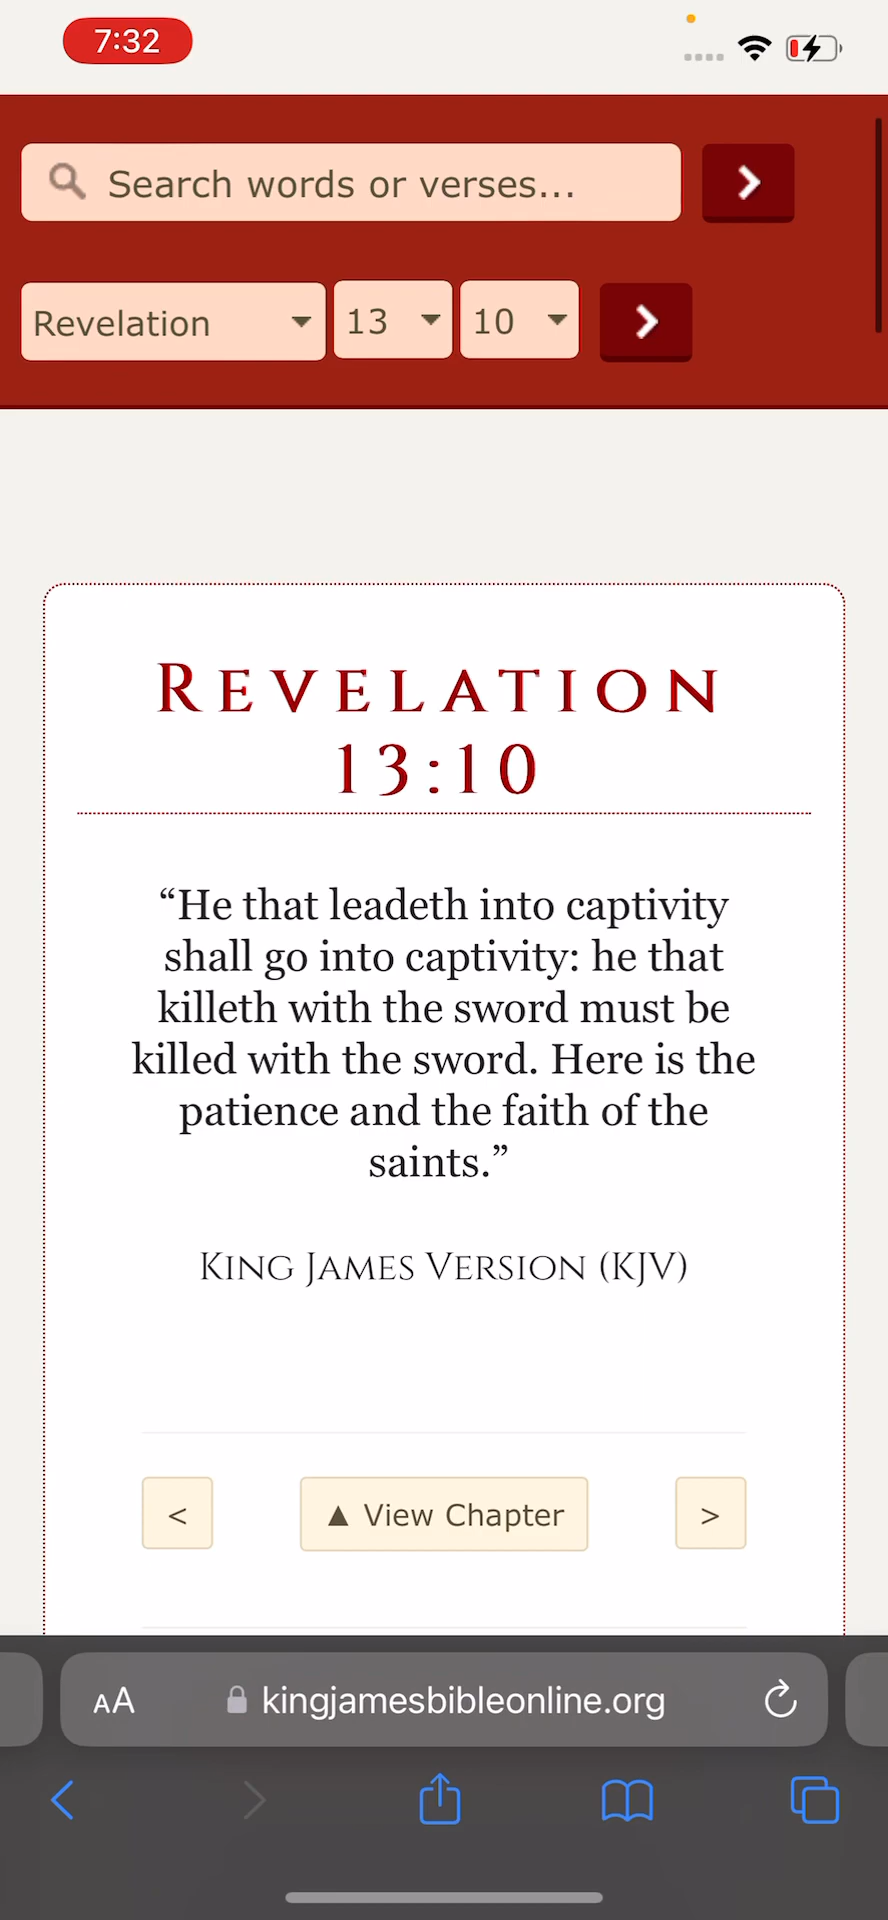 7:32
Search words or verses...
Revelation 13 10
REVELATION
13:10
“He that leadeth into captivity
shall go into captivity: he that
killeth with the sword must be
killed with the sword. Here is the
patience and the faith of the
saints.”
KING JAMES VERSION (KJV)
< ▲ View Chapter >
AA kingjamesbibleonline.org